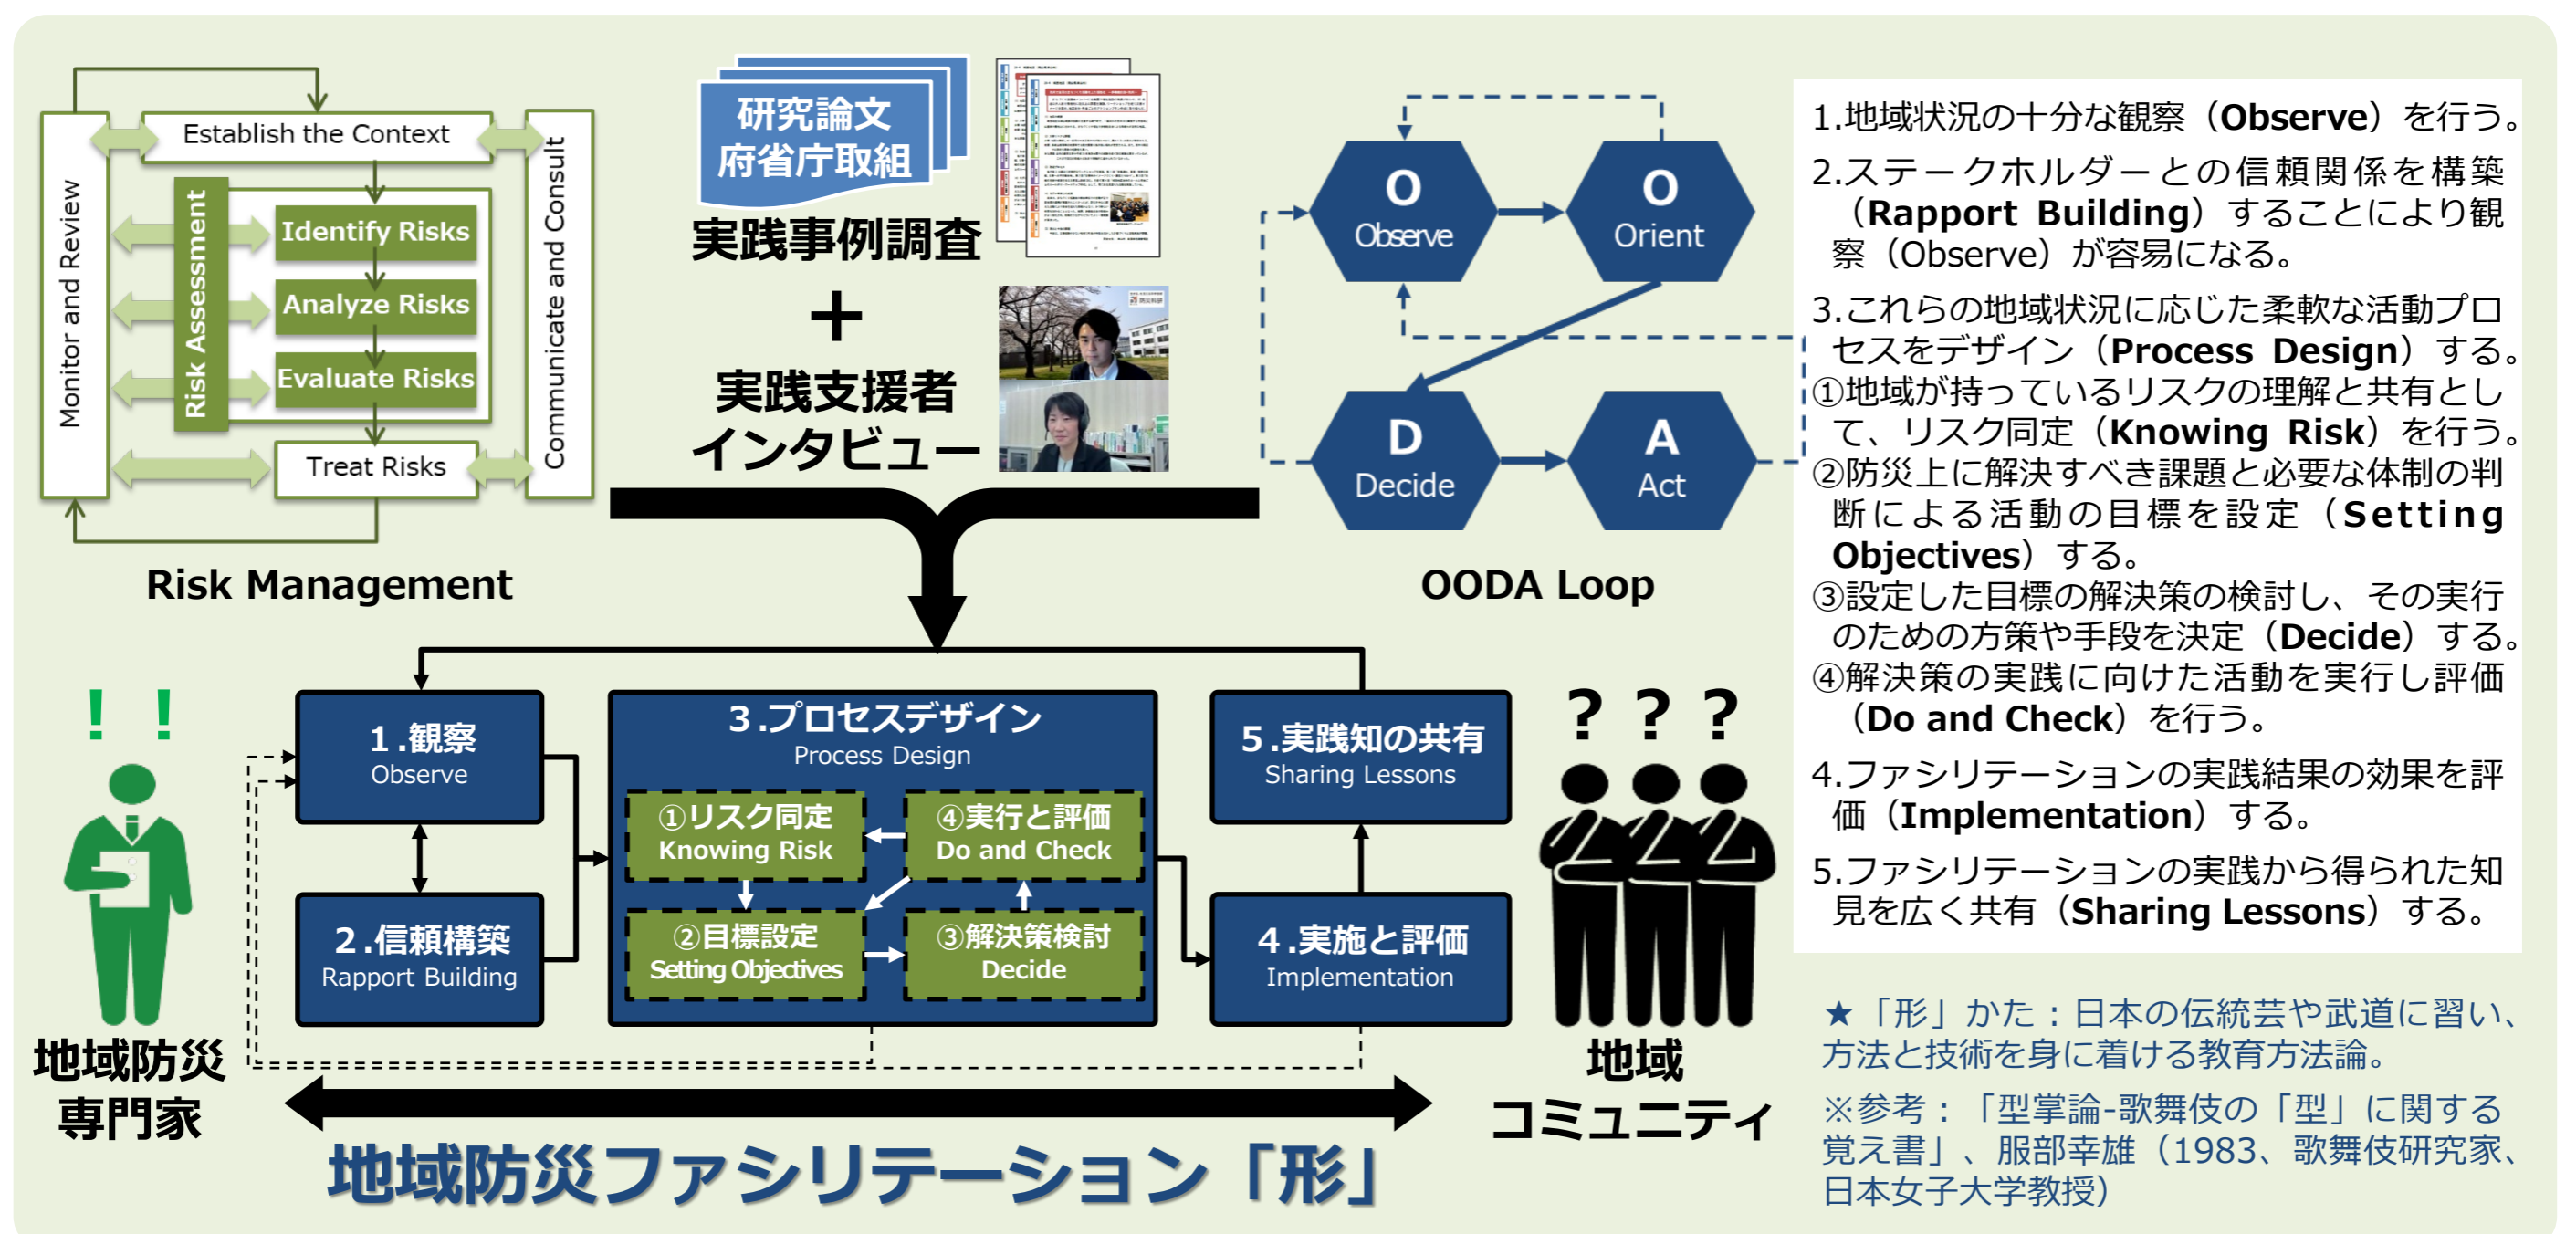 Establish the Context
Monitor and Review
Risk Assessment
Identify Risks
Analyze Risks
Evaluate Risks
Treat Risks
Communicate and Consult
Risk Management
研究論文
府省庁取組
実践事例調査
+
実践支援者
インタビュー
O
Observe
O
Orient
D
Decide
A
Act
OODA Loop
1.地域状況の十分な観察（Observe）を行う。
2.ステークホルダーとの信頼関係を構築
（Rapport Building）することにより観
察（Observe）が容易になる。
3.これらの地域状況に応じた柔軟な活動プロ
セスをデザイン（Process Design）する。
①地域が持っているリスクの理解と共有とし
て、リスク同定（Knowing Risk）を行う。
②防災上に解決すべき課題と必要な体制の判
断による活動の目標を設定（Setting
Objectives）する。
③設定した目標の解決策の検討し、その実行
のための方策や手段を決定（Decide）する。
④解決策の実践に向けた活動を実行し評価
（Do and Check）を行う。
4.ファシリテーションの実践結果の効果を評
価（Implementation）する。
5.ファシリテーションの実践から得られた知
見を広く共有（Sharing Lessons）する。
！！
地域防災
専門家
1.観察
Observe
2.信頼構築
Rapport Building
3.プロセスデザイン
Process Design
①リスク同定
Knowing Risk
④実行と評価
Do and Check
②目標設定
Setting Objectives
③解決策検討
Decide
5.実践知の共有
Sharing Lessons
4.実施と評価
Implementation
？？？
地域
コミュニティ
地域防災ファシリテーション「形」
★「形」かた：日本の伝統芸や武道に習い、
方法と技術を身に着ける教育方法論。
※参考：「型掌論-歌舞伎の「型」に関する
覚え書」、服部幸雄（1983、歌舞伎研究家、
日本女子大学教授）